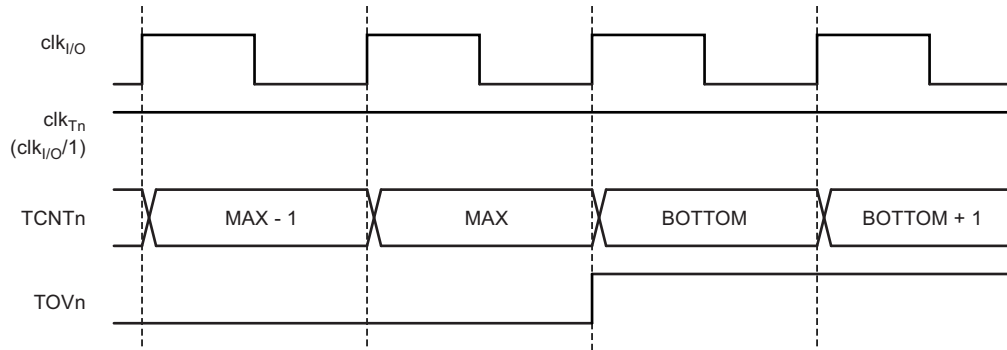 clkI/O
clkTn
(clkI/O/1)
TCNTn
MAX - 1
MAX
BOTTOM
BOTTOM + 1
TOVn